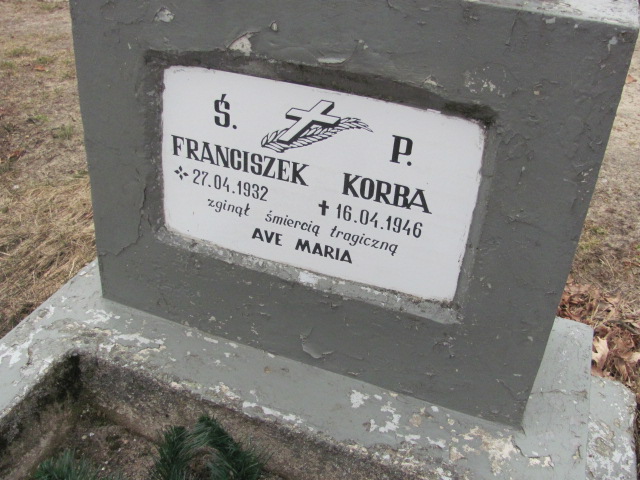 Ś. P.
FRANCISZEK KORBA
27.04.1932 16.04.1946
zginął śmiercią tragiczną
AVE MARIA